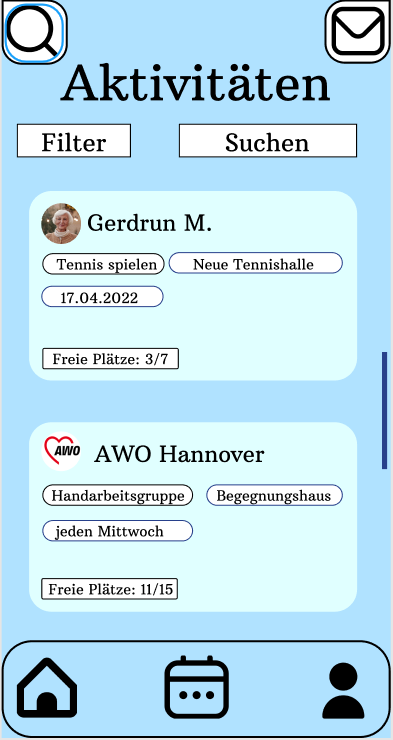 Aktivitäten
Filter Suchen
Gerdrun M.
Tennis spielen Neue Tennishalle
17.04.2022
Freie Plätze: 3/7
AWO AWO Hannover
Handarbeitsgruppe Begegnungshaus
jeden Mittwoch
Freie Plätze: 11/15